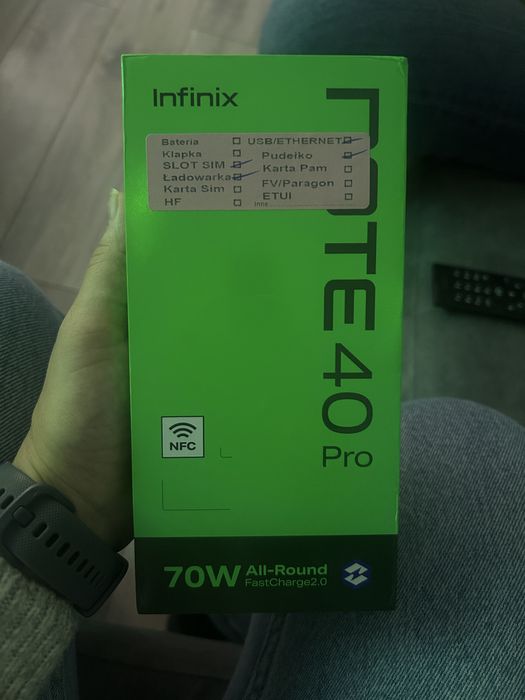 Infinix
NOTE 40 Pro
Bateria
Klapka
SLOT SIM
Ładowarka
Karta Sim
HF
USB/ETHERNET
Pudełko
Karta Pam
FV/Paragon
ETUI
Inne
NFC
70W All-Round
FastCharge2.0